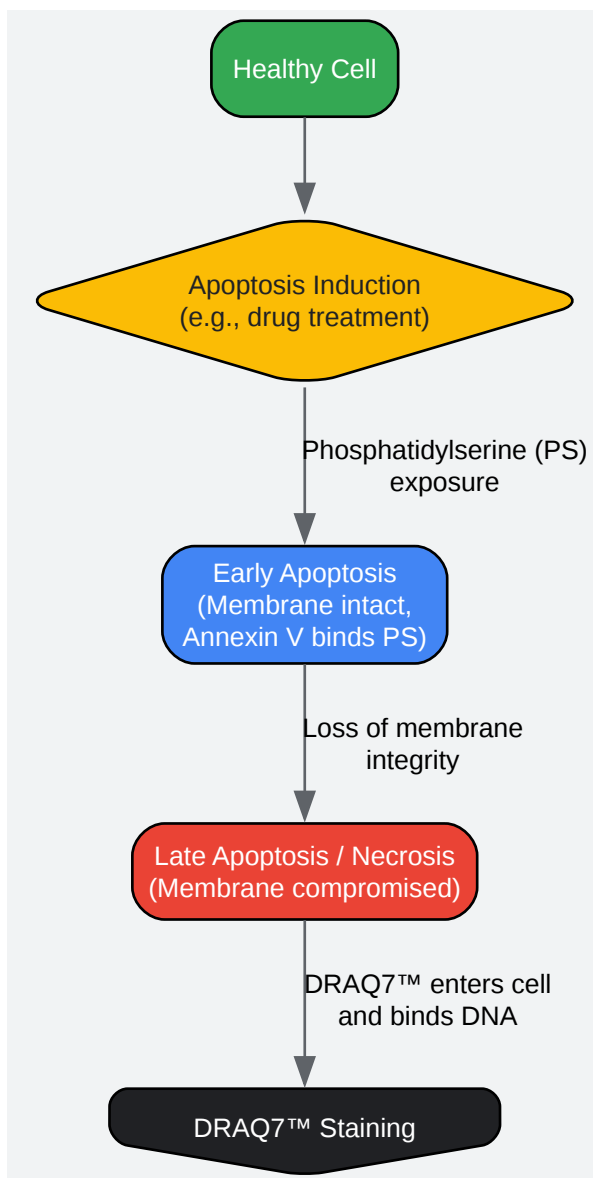 Healthy Cell
Apoptosis Induction
(e.g., drug treatment)
Phosphatidylserine (PS)
exposure
Early Apoptosis
(Membrane intact,
Annexin V binds PS)
Loss of membrane
integrity
Late Apoptosis / Necrosis
(Membrane compromised)
DRAQ7™ enters cell
and binds DNA
DRAQ7™ Staining